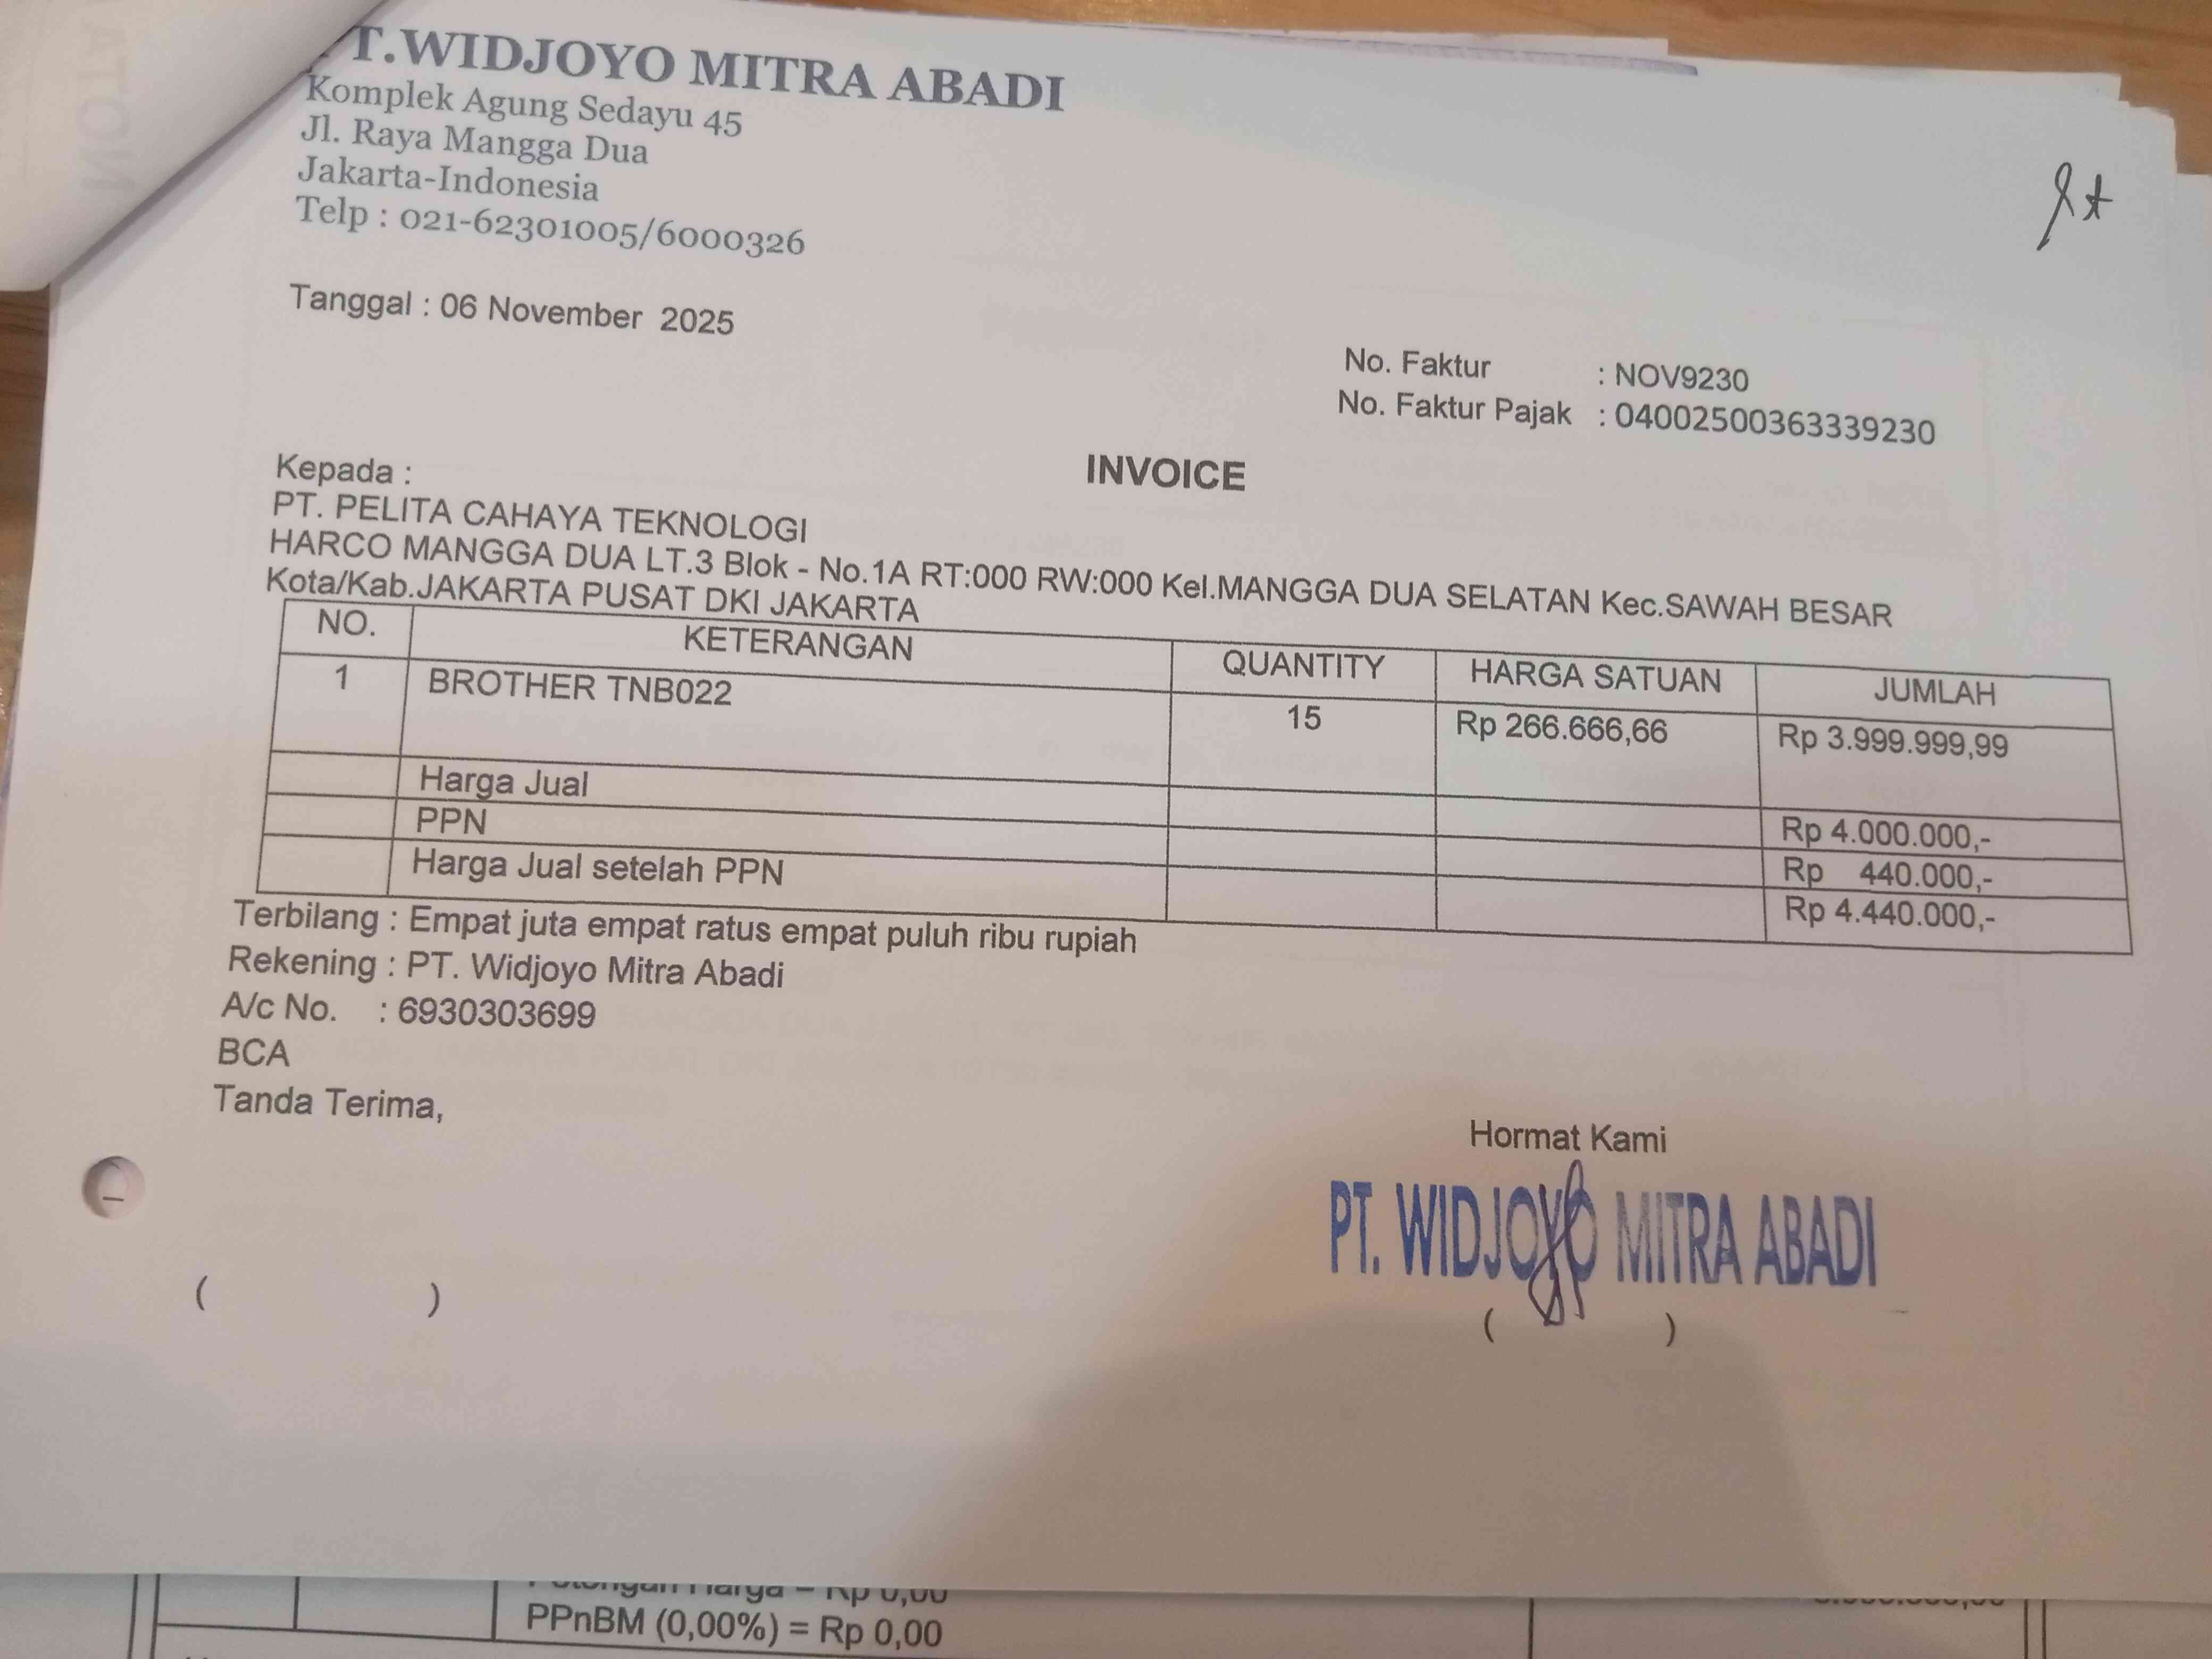 T.WIDJOYO MITRA ABADI
Komplek Agung Sedayu 45
Jl. Raya Mangga Dua
Jakarta-Indonesia
Telp : 021-62301005/6000326
Tanggal : 06 November 2025
No. Faktur : NOV9230
No. Faktur Pajak : 04002500363339230
INVOICE
Kepada :
PT. PELITA CAHAYA TEKNOLOGI
HARCO MANGGA DUA LT.3 Blok - No.1A RT:000 RW:000 Kel.MANGGA DUA SELATAN Kec.SAWAH BESAR
Kota/Kab.JAKARTA PUSAT DKI JAKARTA
NO. KETERANGAN QUANTITY HARGA SATUAN JUMLAH
1 BROTHER TNB022 15 Rp 266.666,66 Rp 3.999.999,99
Harga Jual Rp 4.000.000,-
PPN Rp 440.000,-
Harga Jual setelah PPN Rp 4.440.000,-
Terbilang : Empat juta empat ratus empat puluh ribu rupiah
Rekening : PT. Widjoyo Mitra Abadi
A/c No. : 6930303699
BCA
Tanda Terima,
Hormat Kami
PT. WIDJOYO MITRA ABADI
( ) ( )
Potongan Harga = Rp 0,00
PPnBM (0,00%) = Rp 0,00